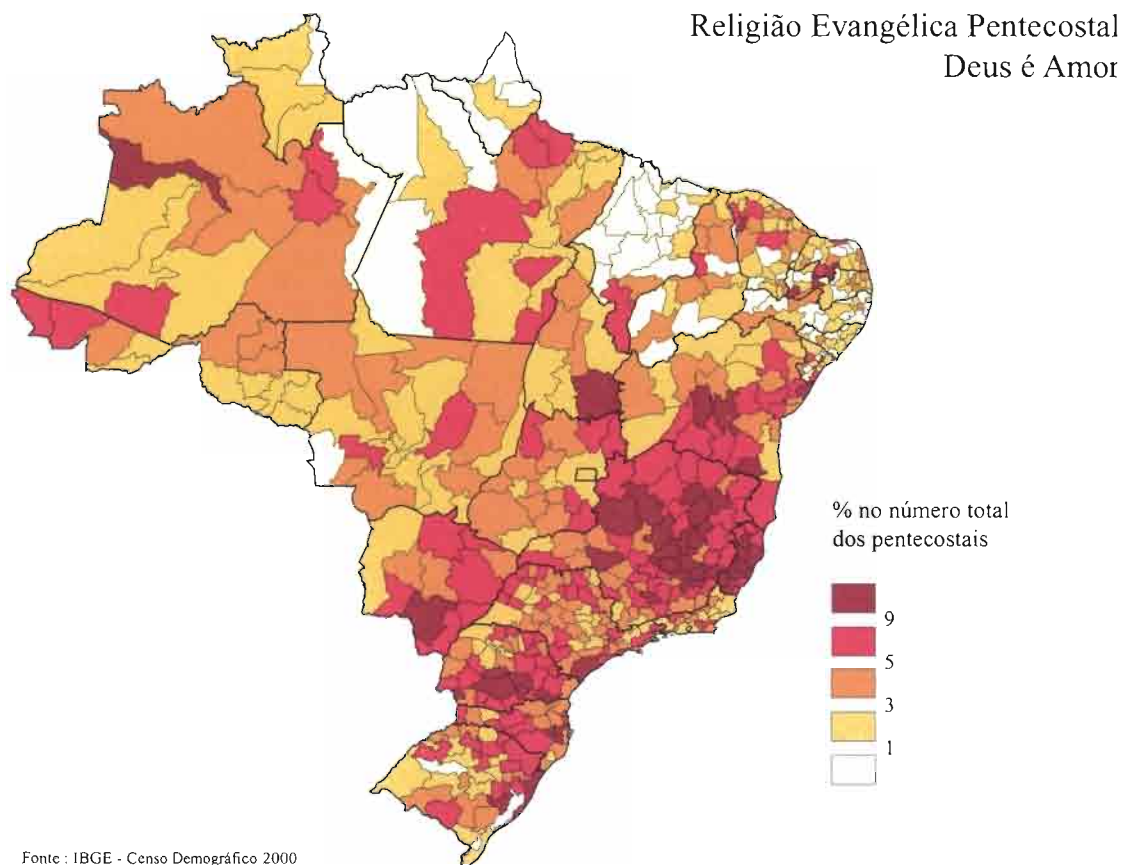 Religião Evangélica Pentecostal
Deus é Amor
% no número total
dos pentecostais
9
5
3
1
Fonte : IBGE - Censo Demográfico 2000